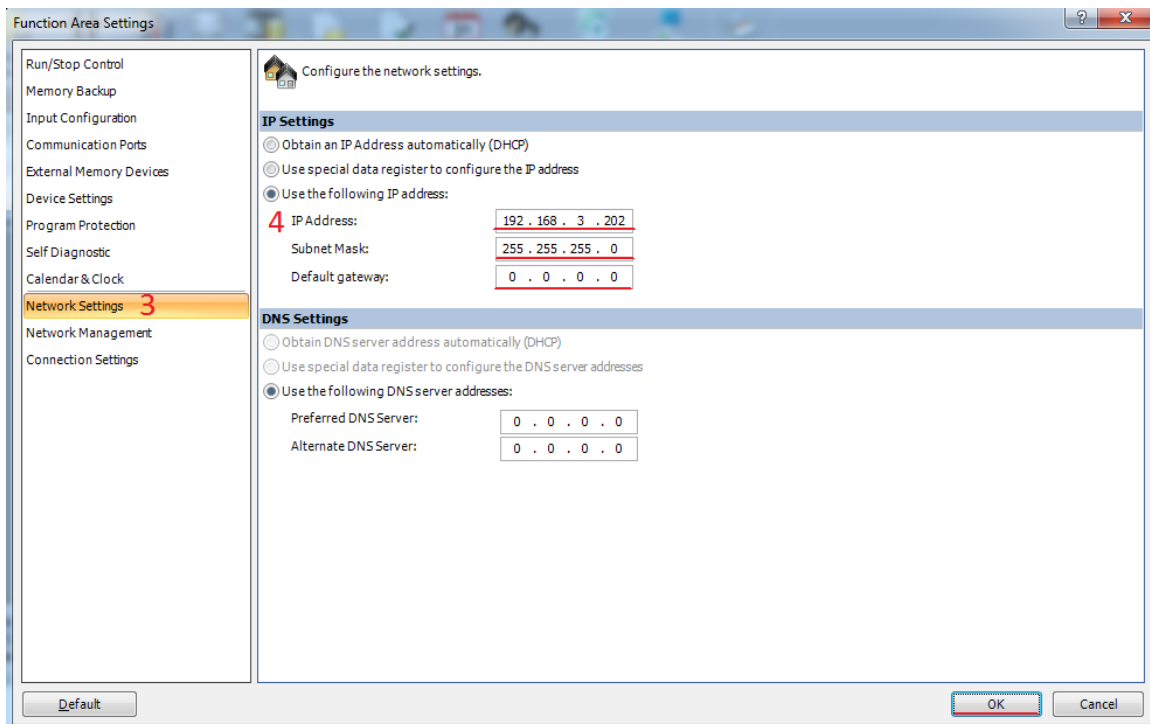 Function Area Settings
?
X
Run/Stop Control
Memory Backup
Input Configuration
Communication Ports
External Memory Devices
Device Settings
Program Protection
Self Diagnostic
Calendar & Clock
Network Settings 3
Network Management
Connection Settings
Configure the network settings.
IP Settings
Obtain an IP Address automatically (DHCP)
Use special data register to configure the IP address
Use the following IP address:
4 IP Address: 192 . 168 . 3 . 202
Subnet Mask: 255 . 255 . 255 . 0
Default gateway: 0 . 0 . 0 . 0
DNS Settings
Obtain DNS server address automatically (DHCP)
Use special data register to configure the DNS server addresses
Use the following DNS server addresses:
Preferred DNS Server: 0 . 0 . 0 . 0
Alternate DNS Server: 0 . 0 . 0 . 0
Default OK Cancel